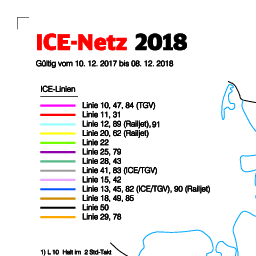 ICE-Netz 2018
Gültig vom 10. 12. 2017 bis 08. 12. 2018
ICE-Linien
Linie 10, 47, 84 (TGV)
Linie 11, 31
Linie 12, 89 (Railjet),91
Linie 20, 62 (Railjet)
Linie 22
Linie 25, 79
Linie 28, 43
Linie 41, 83 (ICE/TGV)
Linie 15, 42
Linie 13, 45, 82 (ICE/TGV), 90 (Railjet)
Linie 18, 49, 85
Linie 50
Linie 29, 78
1) L 10 Halt im 2 Std-Takt